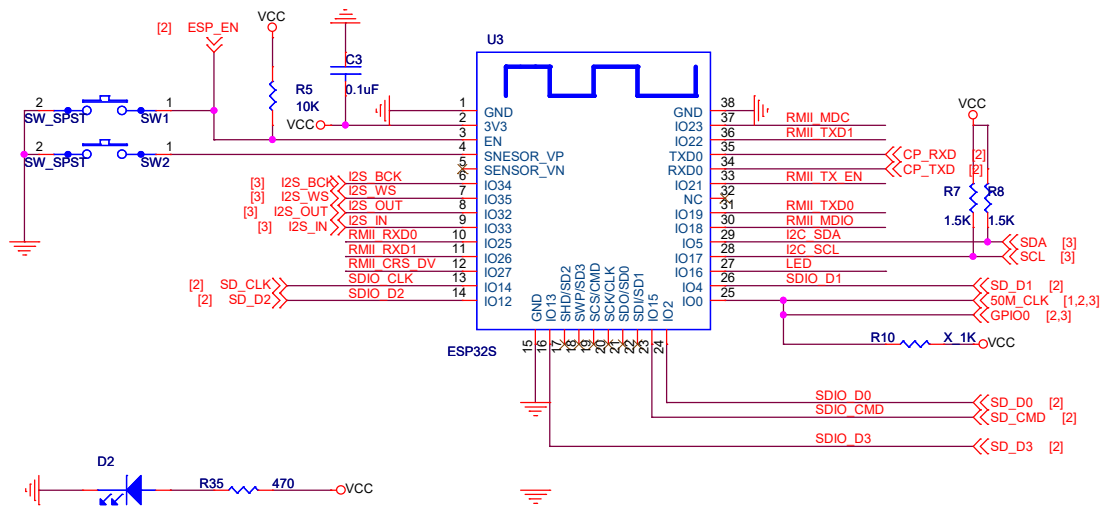 [2] ESP_EN
VCC
R5
10K
VCC
C3
0.1uF
2 1
SW_SPST SW1
2 1
SW_SPST SW2
U3
ESP32S
1 GND
2 3V3
3 EN
4 SNESOR_VP
5 SENSOR_VN
[3] I2S_BCK I2S_BCK 6 IO34
[3] I2S_WS I2S_WS 7 IO35
[3] I2S_OUT I2S_OUT 8 IO32
[3] I2S_IN I2S_IN 9 IO33
RMII_RXD0 10 IO25
RMII_RXD1 11 IO26
RMII_CRS_DV 12 IO27
[2] SD_CLK SDIO_CLK 13 IO14
[2] SD_D2 SDIO_D2 14 IO12
GND 38
IO23 37 RMII_MDC
IO22 36 RMII_TXD1
TXD0 35 CP_RXD [2]
RXD0 34 CP_TXD [2]
IO21 33 RMII_TX_EN
NC 32
IO19 31 RMII_TXD0
IO18 30 RMII_MDIO
IO5 29 I2C_SDA SDA [3]
IO17 28 I2C_SCL SCL [3]
IO16 27 LED
IO4 26 SDIO_D1 SD_D1 [2]
IO0 25 50M_CLK [1,2,3]
GPIO0 [2,3]
VCC
R7 R8
1.5K 1.5K
R10 X_1K VCC
GND 15
IO13 16
SHD/SD2 17
SWP/SD3 18
SCS/CMD 19
SCK/CLK 20
SDO/SD0 21
SDI/SD1 22
IO15 23
IO2 24
SDIO_D0 SD_D0 [2]
SDIO_CMD SD_CMD [2]
SDIO_D3 SD_D3 [2]
D2
R35 470 VCC